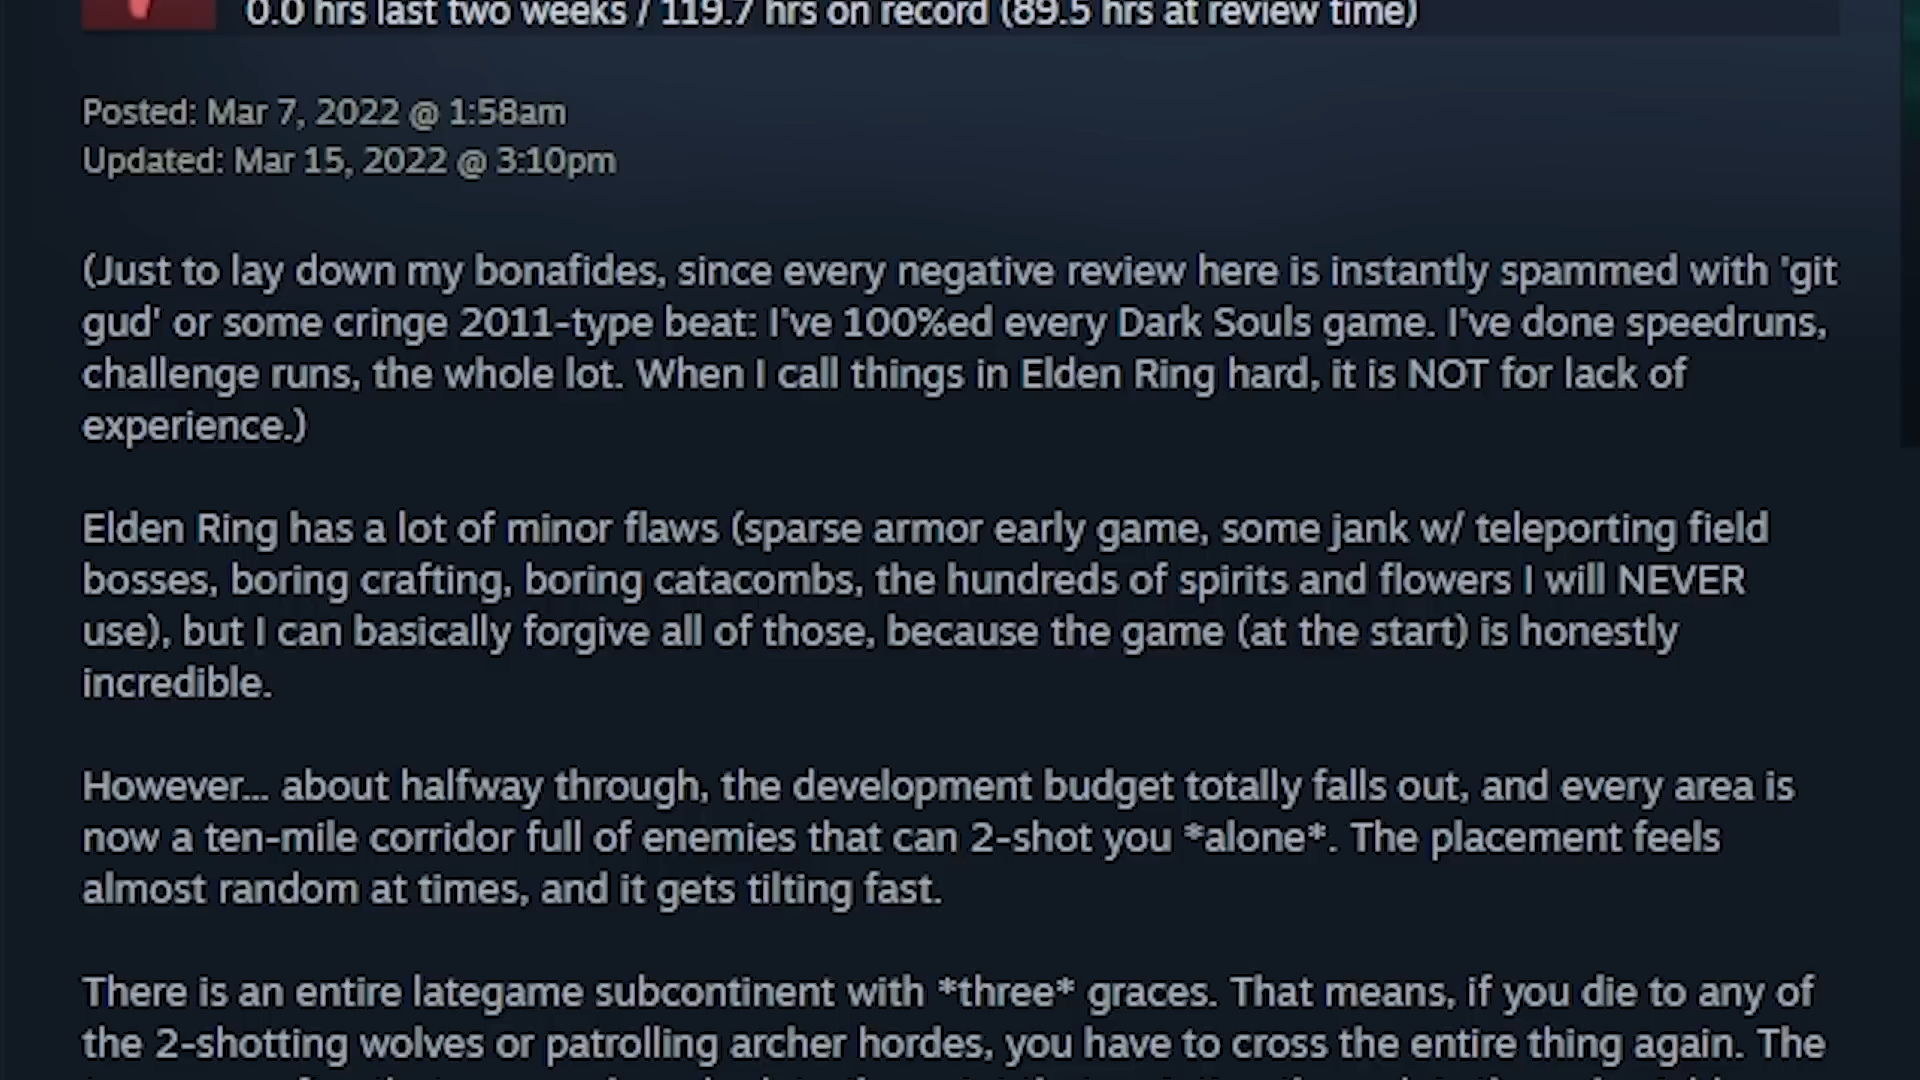 0.0 hrs last two weeks / 119.7 hrs on record (89.5 hrs at review time)
Posted: Mar 7, 2022 @ 1:58am
Updated: Mar 15, 2022 @ 3:10pm
(Just to lay down my bonafides, since every negative review here is instantly spammed with 'git
gud' or some cringe 2011-type beat: I've 100%ed every Dark Souls game. I've done speedruns,
challenge runs, the whole lot. When I call things in Elden Ring hard, it is NOT for lack of
experience.)
Elden Ring has a lot of minor flaws (sparse armor early game, some jank w/ teleporting field
bosses, boring crafting, boring catacombs, the hundreds of spirits and flowers I will NEVER
use), but I can basically forgive all of those, because the game (at the start) is honestly
incredible.
However... about halfway through, the development budget totally falls out, and every area is
now a ten-mile corridor full of enemies that can 2-shot you *alone*. The placement feels
almost random at times, and it gets tilting fast.
There is an entire lategame subcontinent with *three* graces. That means, if you die to any of
the 2-shotting wolves or patrolling archer hordes, you have to cross the entire thing again. The